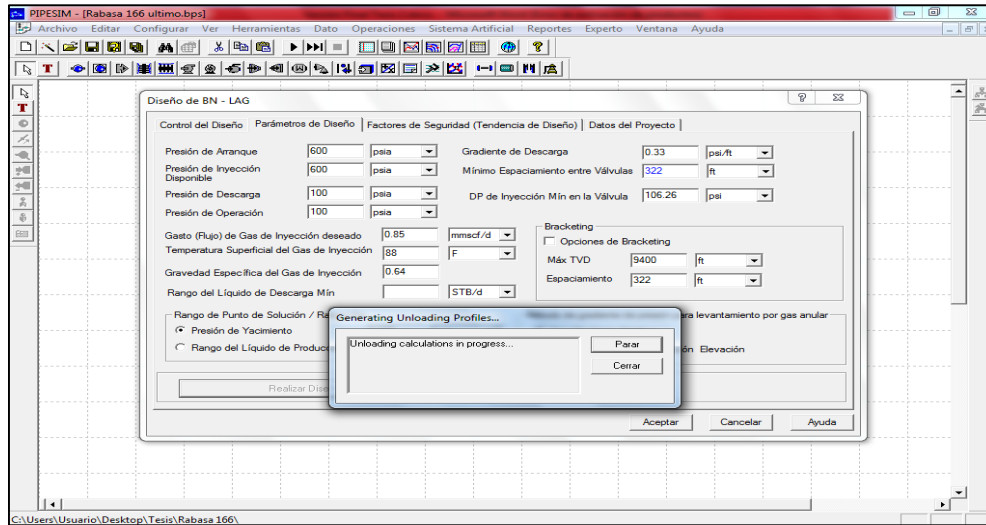 PIPESIM - [Rabasa 166 ultimo.bps]
Archivo Editar Configurar Ver Herramientas Dato Operaciones Sistema Artificial Reportes Experto Ventana Ayuda
T
T
Diseño de BN - LAG
Control del Diseño Parámetros de Diseño Factores de Seguridad (Tendencia de Diseño) Datos del Proyecto
Presión de Arranque 600 psia Gradiente de Descarga 0.33 psi/ft
Presión de Inyección Disponible 600 psia Mínimo Espaciamiento entre Válvulas 322 ft
Presión de Descarga 100 psia DP de Inyección Mín en la Válvula 106.26 psi
Presión de Operación 100 psia
Bracketing
Gasto (Flujo) de Gas de Inyección deseado 0.85 mmscf/d Opciones de Bracketing
Temperatura Superficial del Gas de Inyección 88 F Máx TVD 9400 ft
Gravedad Específica del Gas de Inyección 0.64 Espaciamiento 322 ft
Rango del Líquido de Descarga Mín STB/d
Rango de Punto de Solución / Ra ra levantamiento por gas anular
Generating Unloading Profiles...
Presión de Yacimiento
Unloading calculations in progress... Parar
Rango del Líquido de Produc ón Elevación
Cerrar
Realizar Dise
Aceptar Cancelar Ayuda
C:\Users\Usuario\Desktop\Tesis\Rabasa 166\